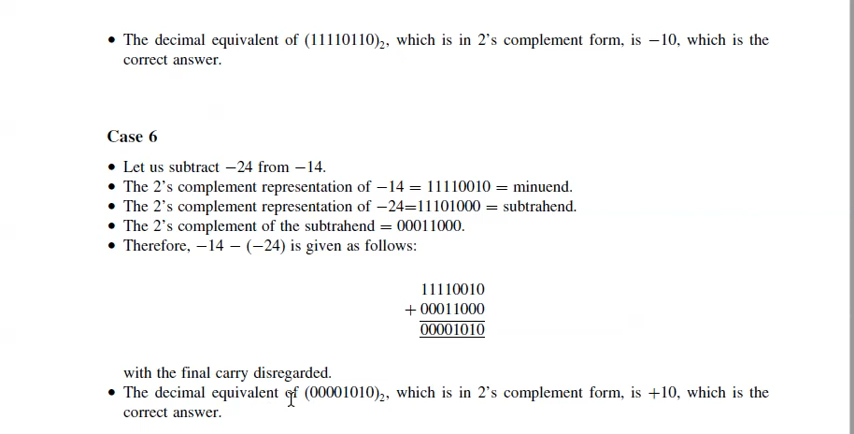 • The decimal equivalent of (11110110)₂, which is in 2's complement form, is −10, which is the
correct answer.
Case 6
• Let us subtract −24 from −14.
• The 2's complement representation of −14 = 11110010 = minuend.
• The 2's complement representation of −24=11101000 = subtrahend.
• The 2's complement of the subtrahend = 00011000.
• Therefore, −14 − (−24) is given as follows:
11110010
+ 00011000
00001010
with the final carry disregarded.
• The decimal equivalent of (00001010)₂, which is in 2's complement form, is +10, which is the
correct answer.